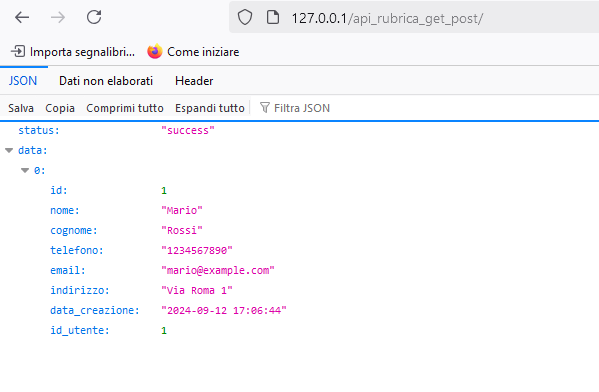 127.0.0.1/api_rubrica_get_post/
Importa segnalibri... Come iniziare
JSON Dati non elaborati Header
Salva Copia Comprimi tutto Espandi tutto Filtra JSON
status: "success"
data:
0:
id: 1
nome: "Mario"
cognome: "Rossi"
telefono: "1234567890"
email: "mario@example.com"
indirizzo: "Via Roma 1"
data_creazione: "2024-09-12 17:06:44"
id_utente: 1